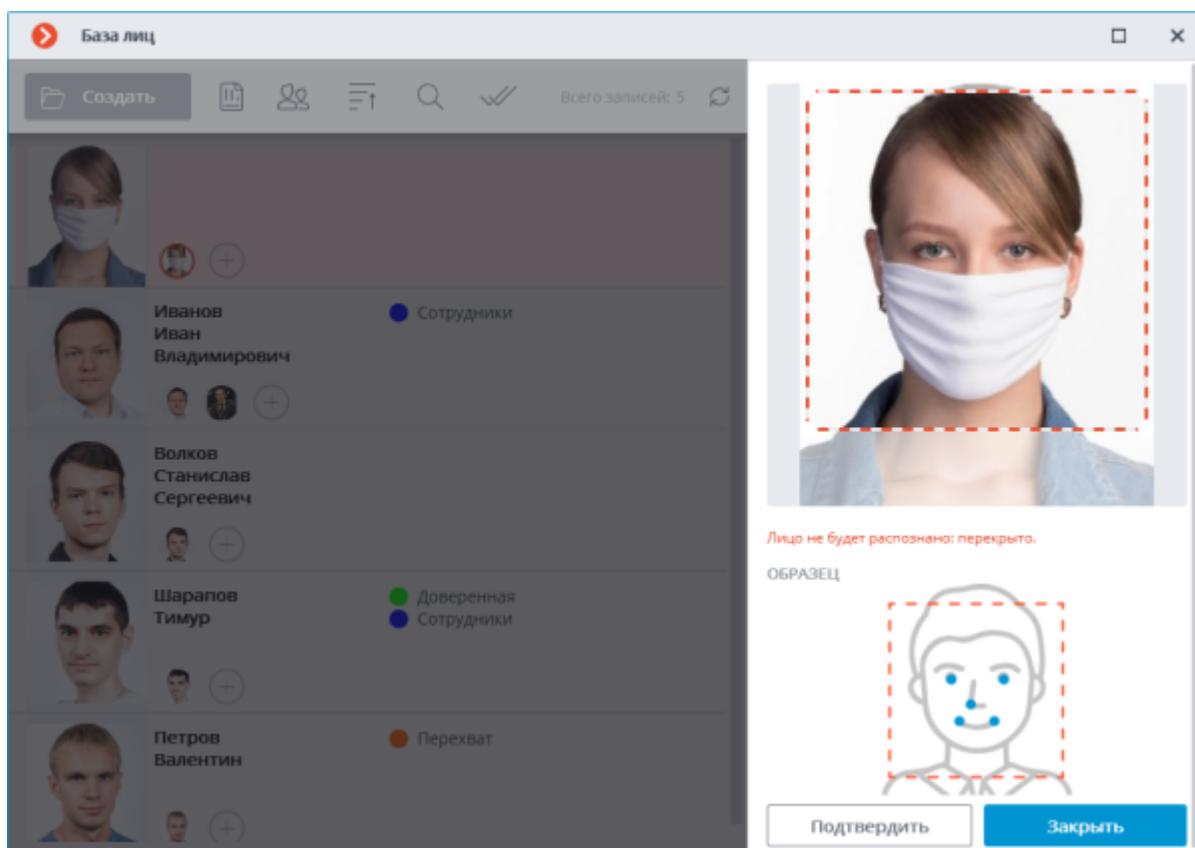 База лиц
Создать
Всего записей: 5
Иванов
Иван
Владимирович
Сотрудники
Волков
Станислав
Сергеевич
Шарапов
Тимур
Доверенная
Сотрудники
Петров
Валентин
Перехват
Лицо не будет распознано: перекрыто.
ОБРАЗЕЦ
Подтвердить
Закрыть